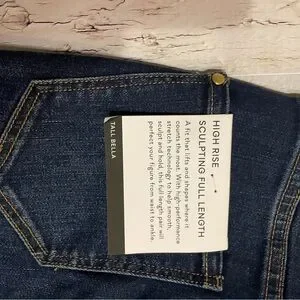 HIGH RISE
SCULPTING FULL LENGTH
A fit that lifts and shapes where it
counts the most. With high-performance
stretch technology to help smooth,
sculpt and hold, this full length pair will
perfect your figure from waist to ankle.
TALL BELLA